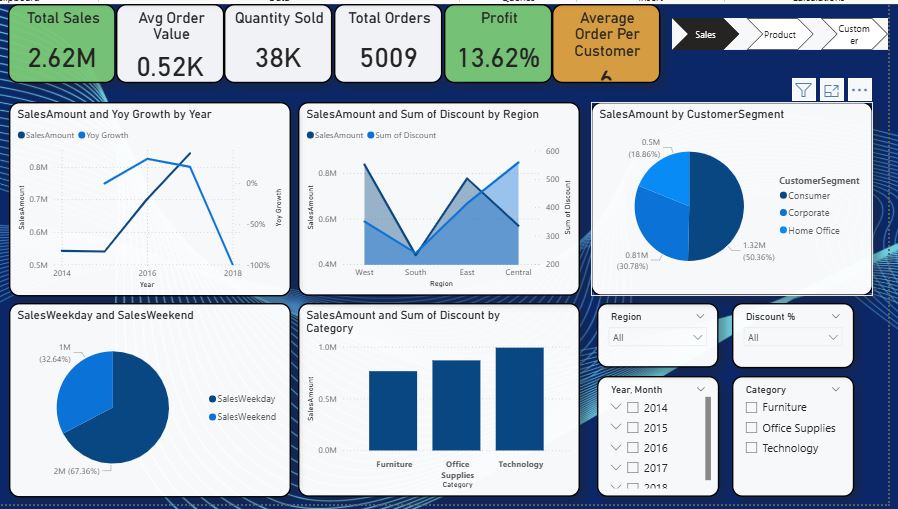 Total Sales
2.62M
Avg Order
Value
0.52K
Quantity Sold
38K
Total Orders
5009
Profit
13.62%
Average
Order Per
Customer
Sales
Product
Custom
er
SalesAmount and Yoy Growth by Year
SalesAmount Yoy Growth
SalesAmount
0.8M
0.7M
0.6M
0.5M
0%
-50%
-100%
Yoy Growth
2014 2016 2018
Year
SalesAmount and Sum of Discount by Region
SalesAmount Sum of Discount
SalesAmount
0.8M
0.6M
0.4M
600
500
400
300
200
Sum of Discount
West South East Central
Region
SalesAmount by CustomerSegment
0.5M
(18.86%)
0.81M
(30.78%)
1.32M
(50.36%)
CustomerSegment
Consumer
Corporate
Home Office
SalesWeekday and SalesWeekend
1M
(32.64%)
2M (67.36%)
SalesWeekday
SalesWeekend
SalesAmount and Sum of Discount by
Category
SalesAmount
1.0M
0.5M
0.0M
Furniture Office Technology
Supplies
Category
Region
All
Discount %
All
Year, Month
2014
2015
2016
2017
2018
Category
Furniture
Office Supplies
Technology